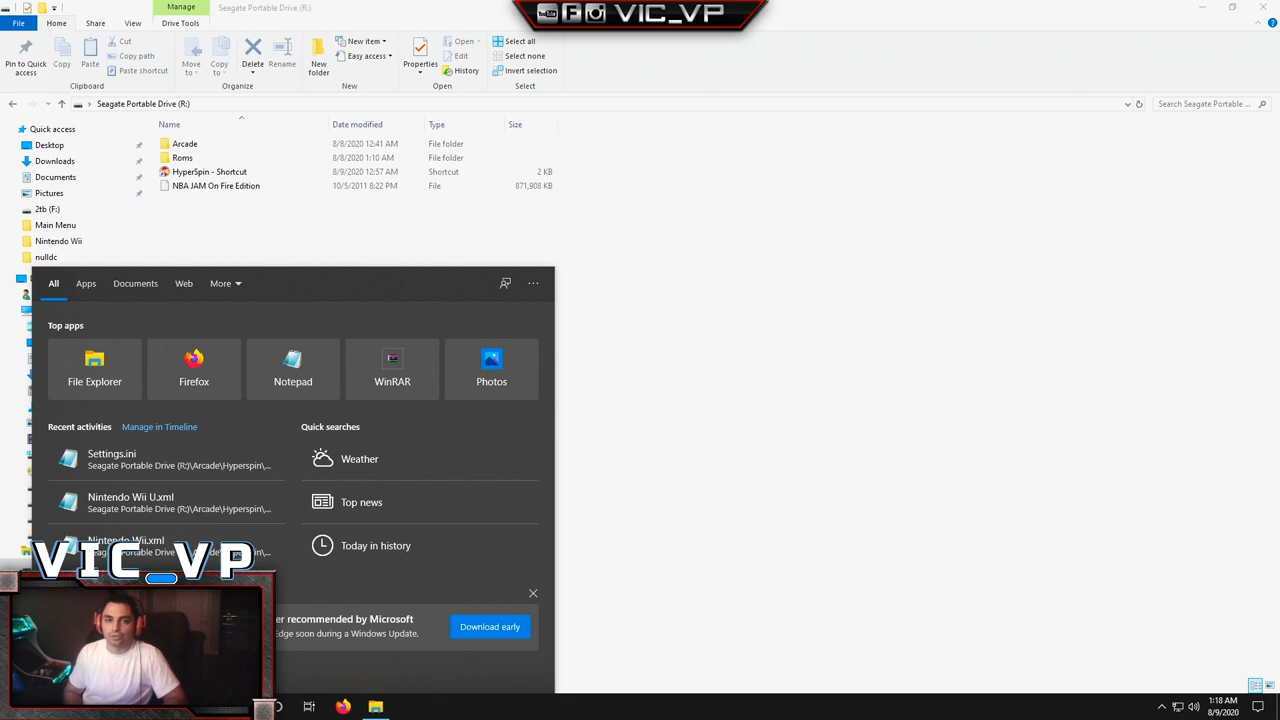 Manage
Seagate Portable Drive (R:)
VIC_VP
File
Home
Share
View
Drive Tools
Pin to Quick access
Copy
Paste
Cut
Copy path
Paste shortcut
Clipboard
Move to
Copy to
Delete
Rename
Organize
New folder
New item
Easy access
New
Properties
Open
Edit
History
Open
Select all
Select none
Invert selection
Select
Seagate Portable Drive (R:)
Search Seagate Portable ...
Quick access
Desktop
Downloads
Documents
Pictures
2tb (F:)
Main Menu
Nintendo Wii
nulldc
Name
Date modified
Type
Size
Arcade
8/8/2020 12:41 AM
File folder
Roms
8/8/2020 1:10 AM
File folder
HyperSpin - Shortcut
8/9/2020 12:57 AM
Shortcut
2 KB
NBA JAM On Fire Edition
10/5/2011 8:22 PM
File
871,908 KB
All
Apps
Documents
Web
More
Top apps
File Explorer
Firefox
Notepad
WinRAR
Photos
Recent activities
Manage in Timeline
Settings.ini
Seagate Portable Drive (R:)\Arcade\Hyperspin\,...
Nintendo Wii U.xml
Seagate Portable Drive (R:)\Arcade\Hyperspin\,...
Nintendo Wii.xml
Quick searches
Weather
Top news
Today in history
VIC_VP
recommended by Microsoft
Edge soon during a Windows Update.
Download early
1:18 AM
8/9/2020